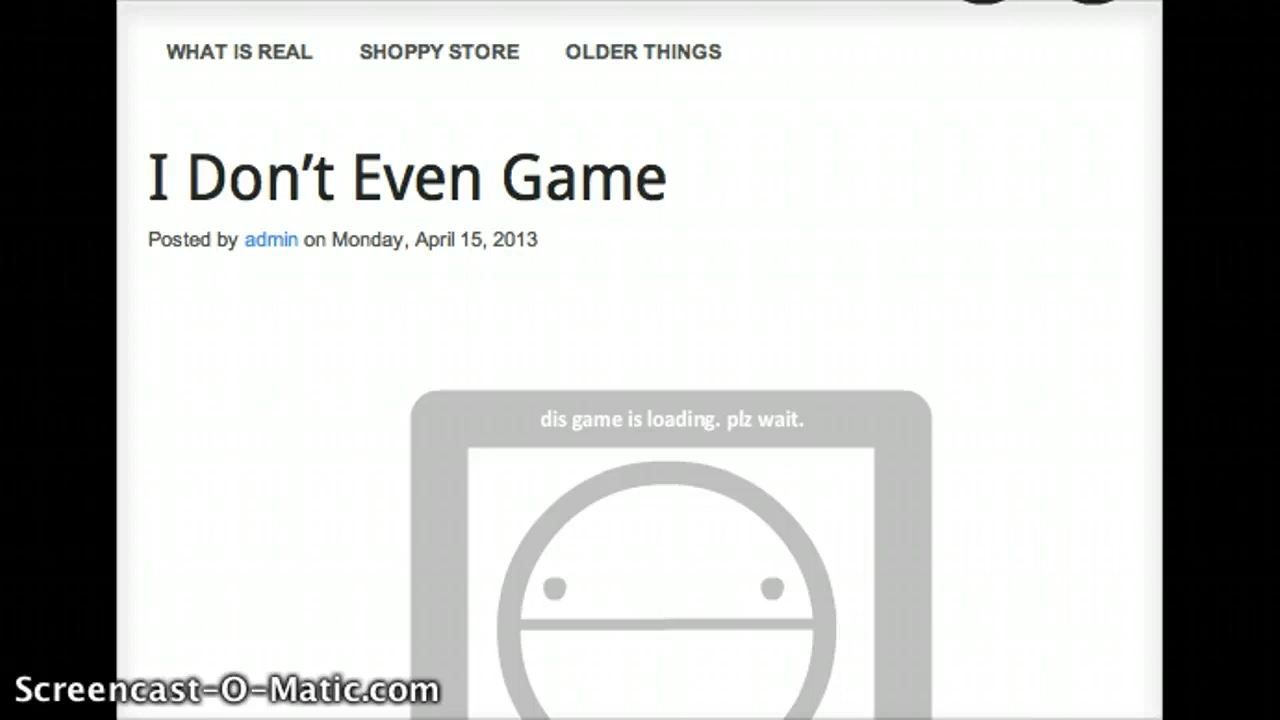 WHAT IS REAL SHOPPY STORE OLDER THINGS
I Don’t Even Game
Posted by admin on Monday, April 15, 2013
dis game is loading. plz wait.
Screencast-O-Matic.com